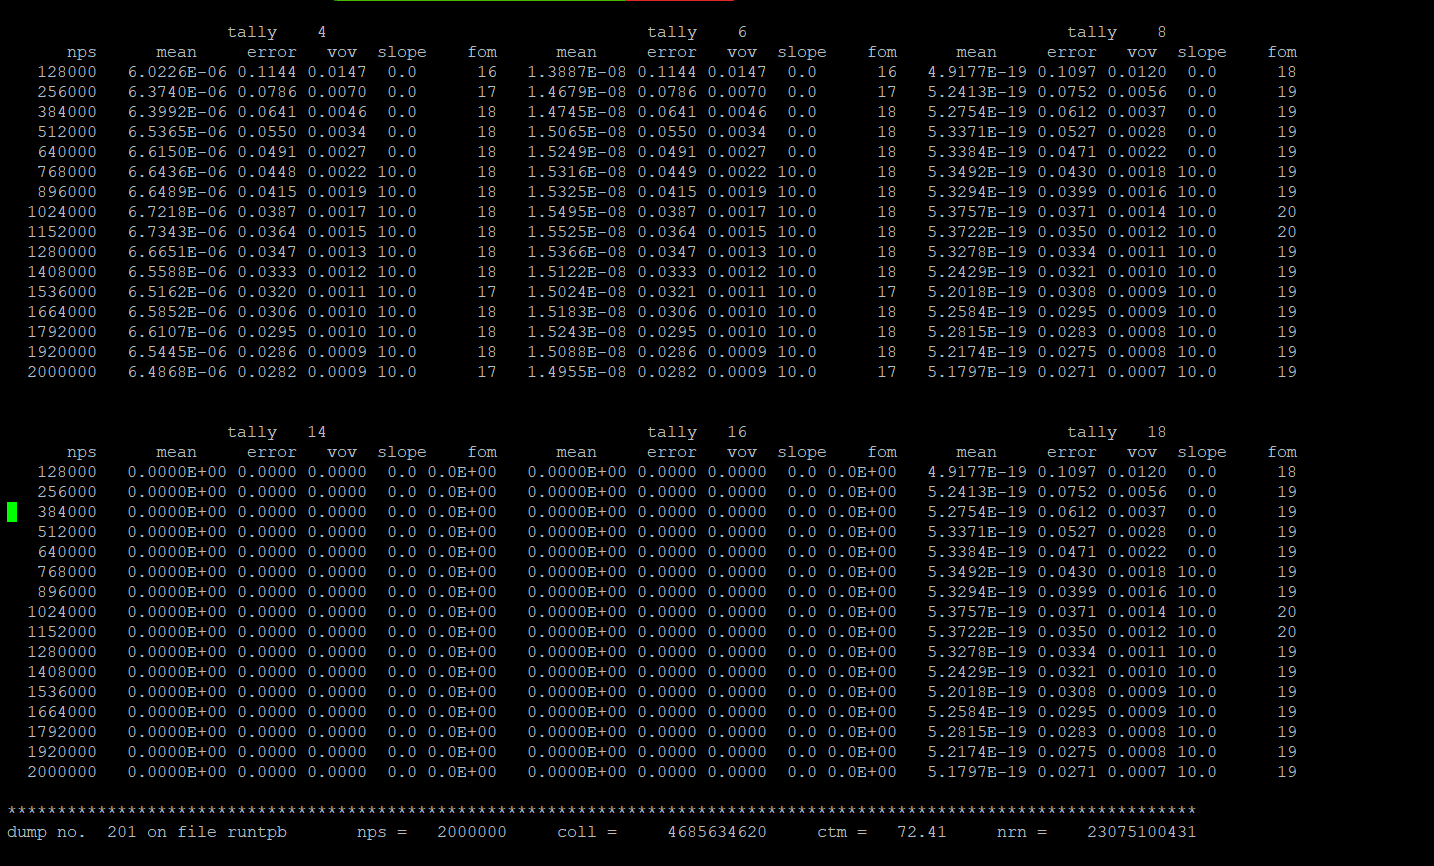 tally 4 tally 6 tally 8
nps mean error vov slope fom mean error vov slope fom mean error vov slope fom
128000 6.0226E-06 0.1144 0.0147 0.0 16 1.3887E-08 0.1144 0.0147 0.0 16 4.9177E-19 0.1097 0.0120 0.0 18
256000 6.3740E-06 0.0786 0.0070 0.0 17 1.4679E-08 0.0786 0.0070 0.0 17 5.2413E-19 0.0752 0.0056 0.0 19
384000 6.3992E-06 0.0641 0.0046 0.0 18 1.4745E-08 0.0641 0.0046 0.0 18 5.2754E-19 0.0612 0.0037 0.0 19
512000 6.5365E-06 0.0550 0.0034 0.0 18 1.5065E-08 0.0550 0.0034 0.0 18 5.3371E-19 0.0527 0.0028 0.0 19
640000 6.6150E-06 0.0491 0.0027 0.0 18 1.5249E-08 0.0491 0.0027 0.0 18 5.3384E-19 0.0471 0.0022 0.0 19
768000 6.6436E-06 0.0448 0.0022 10.0 18 1.5316E-08 0.0449 0.0022 10.0 18 5.3492E-19 0.0430 0.0018 10.0 19
896000 6.6489E-06 0.0415 0.0019 10.0 18 1.5325E-08 0.0415 0.0019 10.0 18 5.3294E-19 0.0399 0.0016 10.0 19
1024000 6.7218E-06 0.0387 0.0017 10.0 18 1.5495E-08 0.0387 0.0017 10.0 18 5.3757E-19 0.0371 0.0014 10.0 20
1152000 6.7343E-06 0.0364 0.0015 10.0 18 1.5525E-08 0.0364 0.0015 10.0 18 5.3722E-19 0.0350 0.0012 10.0 20
1280000 6.6651E-06 0.0347 0.0013 10.0 18 1.5366E-08 0.0347 0.0013 10.0 18 5.3278E-19 0.0334 0.0011 10.0 19
1408000 6.5588E-06 0.0333 0.0012 10.0 18 1.5122E-08 0.0333 0.0012 10.0 18 5.2429E-19 0.0321 0.0010 10.0 19
1536000 6.5162E-06 0.0320 0.0011 10.0 17 1.5024E-08 0.0321 0.0011 10.0 17 5.2018E-19 0.0308 0.0009 10.0 19
1664000 6.5852E-06 0.0306 0.0010 10.0 18 1.5183E-08 0.0306 0.0010 10.0 18 5.2584E-19 0.0295 0.0009 10.0 19
1792000 6.6107E-06 0.0295 0.0010 10.0 18 1.5243E-08 0.0295 0.0010 10.0 18 5.2815E-19 0.0283 0.0008 10.0 19
1920000 6.5445E-06 0.0286 0.0009 10.0 18 1.5088E-08 0.0286 0.0009 10.0 18 5.2174E-19 0.0275 0.0008 10.0 19
2000000 6.4868E-06 0.0282 0.0009 10.0 17 1.4955E-08 0.0282 0.0009 10.0 17 5.1797E-19 0.0271 0.0007 10.0 19
tally 14 tally 16 tally 18
nps mean error vov slope fom mean error vov slope fom mean error vov slope fom
128000 0.0000E+00 0.0000 0.0000 0.0 0.0E+00 0.0000E+00 0.0000 0.0000 0.0 0.0E+00 4.9177E-19 0.1097 0.0120 0.0 18
256000 0.0000E+00 0.0000 0.0000 0.0 0.0E+00 0.0000E+00 0.0000 0.0000 0.0 0.0E+00 5.2413E-19 0.0752 0.0056 0.0 19
384000 0.0000E+00 0.0000 0.0000 0.0 0.0E+00 0.0000E+00 0.0000 0.0000 0.0 0.0E+00 5.2754E-19 0.0612 0.0037 0.0 19
512000 0.0000E+00 0.0000 0.0000 0.0 0.0E+00 0.0000E+00 0.0000 0.0000 0.0 0.0E+00 5.3371E-19 0.0527 0.0028 0.0 19
640000 0.0000E+00 0.0000 0.0000 0.0 0.0E+00 0.0000E+00 0.0000 0.0000 0.0 0.0E+00 5.3384E-19 0.0471 0.0022 0.0 19
768000 0.0000E+00 0.0000 0.0000 0.0 0.0E+00 0.0000E+00 0.0000 0.0000 0.0 0.0E+00 5.3492E-19 0.0430 0.0018 10.0 19
896000 0.0000E+00 0.0000 0.0000 0.0 0.0E+00 0.0000E+00 0.0000 0.0000 0.0 0.0E+00 5.3294E-19 0.0399 0.0016 10.0 19
1024000 0.0000E+00 0.0000 0.0000 0.0 0.0E+00 0.0000E+00 0.0000 0.0000 0.0 0.0E+00 5.3757E-19 0.0371 0.0014 10.0 20
1152000 0.0000E+00 0.0000 0.0000 0.0 0.0E+00 0.0000E+00 0.0000 0.0000 0.0 0.0E+00 5.3722E-19 0.0350 0.0012 10.0 20
1280000 0.0000E+00 0.0000 0.0000 0.0 0.0E+00 0.0000E+00 0.0000 0.0000 0.0 0.0E+00 5.3278E-19 0.0334 0.0011 10.0 19
1408000 0.0000E+00 0.0000 0.0000 0.0 0.0E+00 0.0000E+00 0.0000 0.0000 0.0 0.0E+00 5.2429E-19 0.0321 0.0010 10.0 19
1536000 0.0000E+00 0.0000 0.0000 0.0 0.0E+00 0.0000E+00 0.0000 0.0000 0.0 0.0E+00 5.2018E-19 0.0308 0.0009 10.0 19
1664000 0.0000E+00 0.0000 0.0000 0.0 0.0E+00 0.0000E+00 0.0000 0.0000 0.0 0.0E+00 5.2584E-19 0.0295 0.0009 10.0 19
1792000 0.0000E+00 0.0000 0.0000 0.0 0.0E+00 0.0000E+00 0.0000 0.0000 0.0 0.0E+00 5.2815E-19 0.0283 0.0008 10.0 19
1920000 0.0000E+00 0.0000 0.0000 0.0 0.0E+00 0.0000E+00 0.0000 0.0000 0.0 0.0E+00 5.2174E-19 0.0275 0.0008 10.0 19
2000000 0.0000E+00 0.0000 0.0000 0.0 0.0E+00 0.0000E+00 0.0000 0.0000 0.0 0.0E+00 5.1797E-19 0.0271 0.0007 10.0 19
***********************************************************************************************************************
dump no. 201 on file runtpb nps = 2000000 coll = 4685634620 ctm = 72.41 nrn = 23075100431